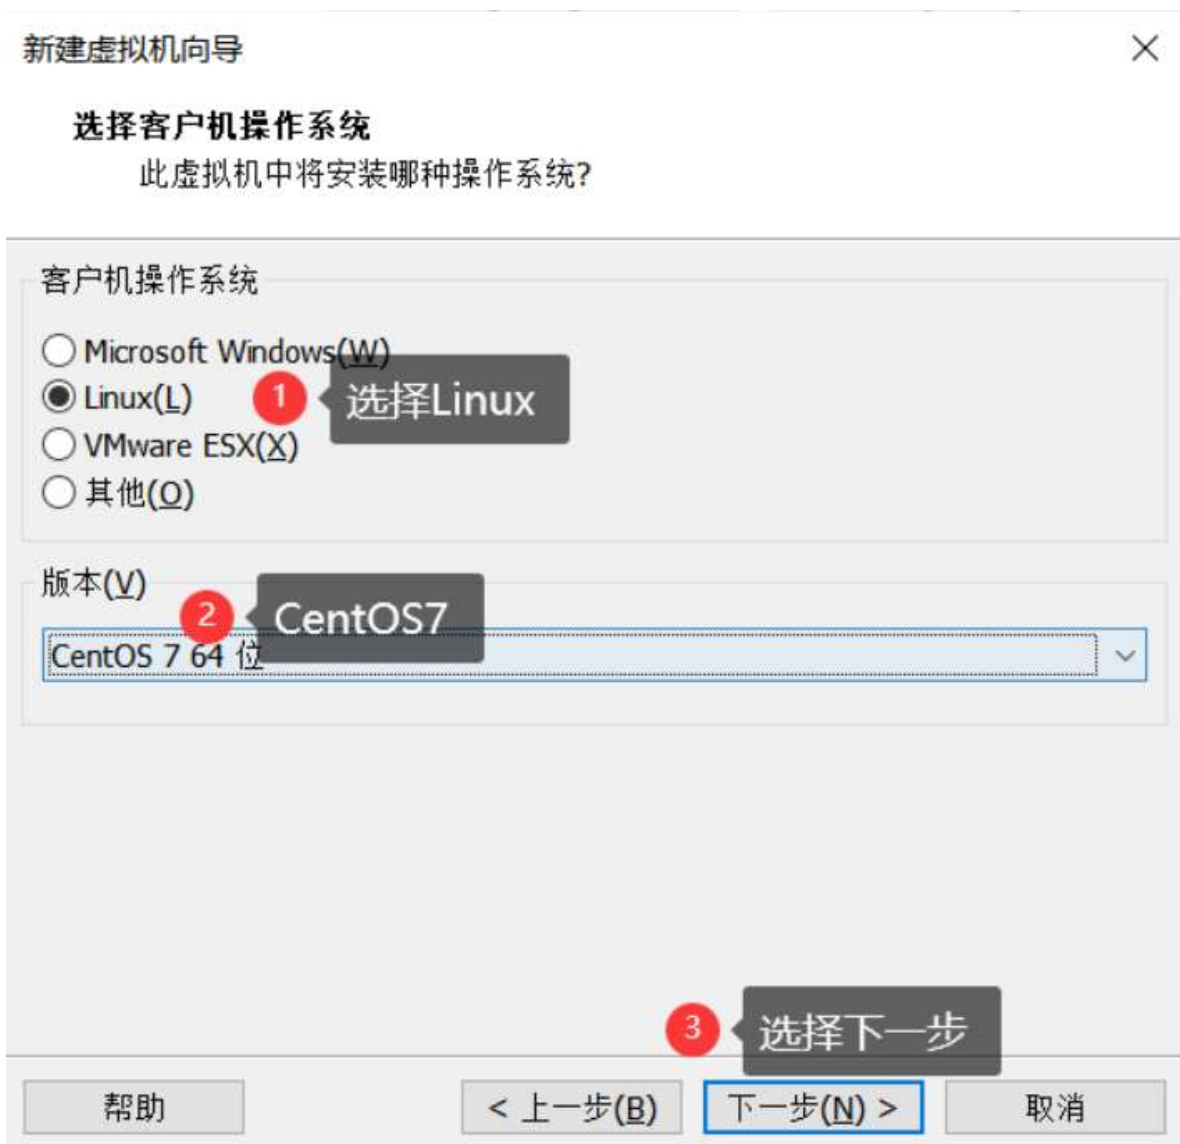 新建虚拟机向导
选择客户机操作系统
此虚拟机中将安装哪种操作系统?
客户机操作系统
Microsoft Windows(W)
Linux(L)
1
选择Linux
VMware ESX(X)
其他(O)
版本(V)
2
CentOS7
CentOS 7 64 位
3
选择下一步
帮助
< 上一步(B)
下一步(N) >
取消